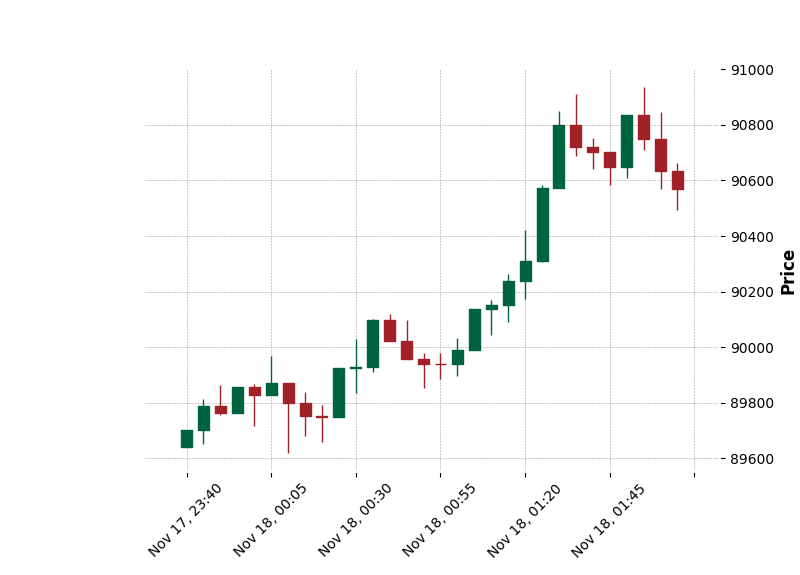 91000
90800
90600
90400
90200
90000
89800
89600
Price
Nov 17, 23:40
Nov 18, 00:05
Nov 18, 00:30
Nov 18, 00:55
Nov 18, 01:20
Nov 18, 01:45